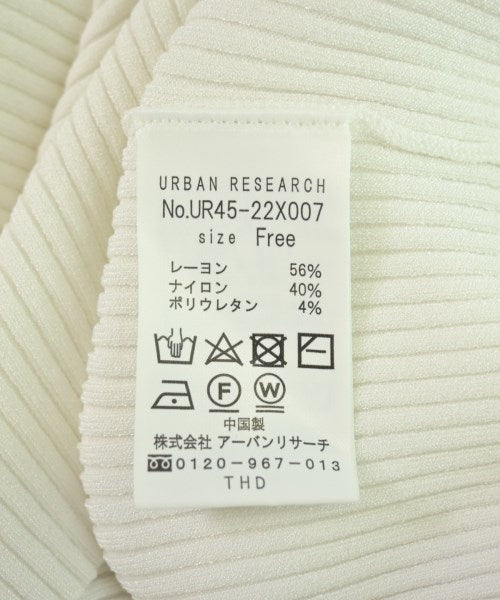 URBAN RESEARCH
No.UR45-22X007
size Free
レーヨン 56%
ナイロン 40%
ポリウレタン 4%
F W
中国製
株式会社 アーバンリサーチ
0120-967-013
THD